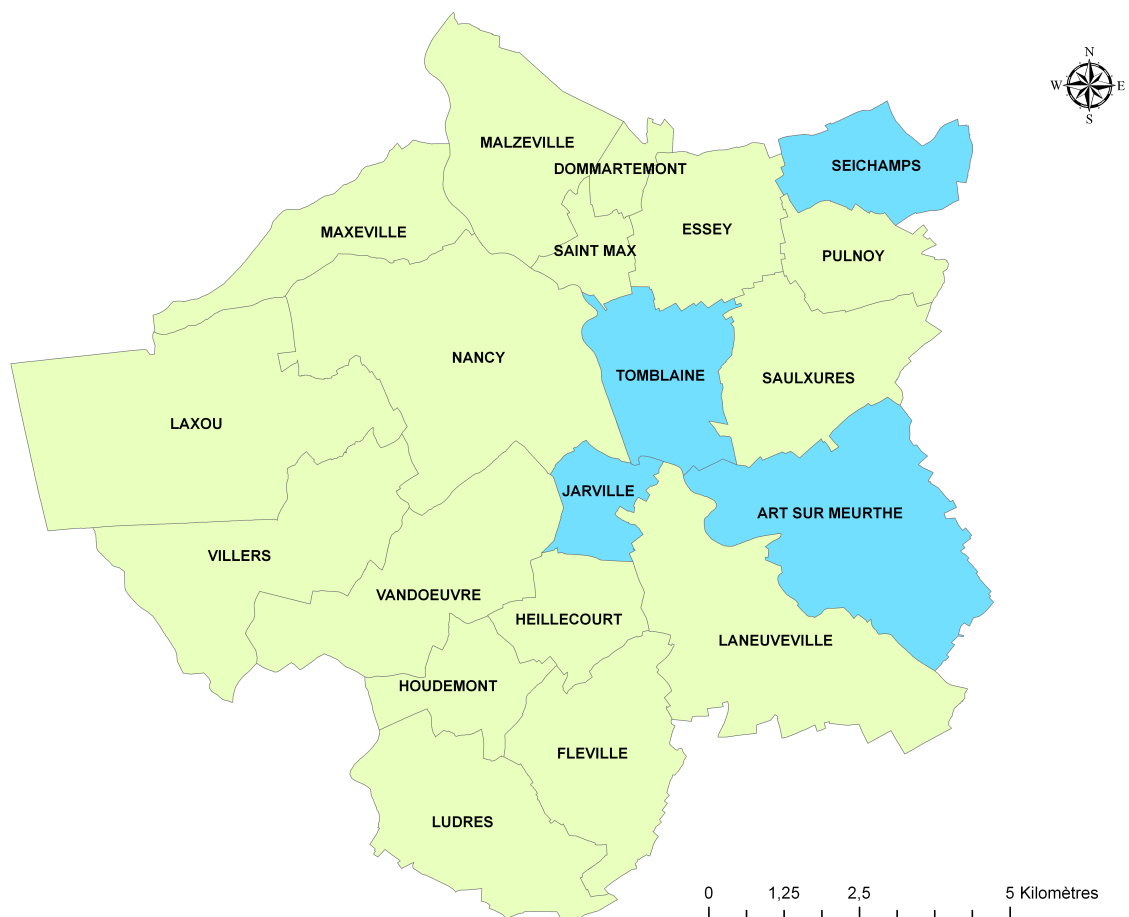 N
W E
S
MALZEVILLE
DOMMARTEMONT
SEICHAMPS
MAXEVILLE
SAINT MAX
ESSEY
PULNOY
NANCY
TOMBLAINE
SAULXURES
LAXOU
JARVILLE
ART SUR MEURTHE
VILLERS
VANDOEUVRE
HEILLECOURT
LANEUVEVILLE
HOUDEMONT
FLEVILLE
LUDRES
0 1,25 2,5 5 Kilomètres